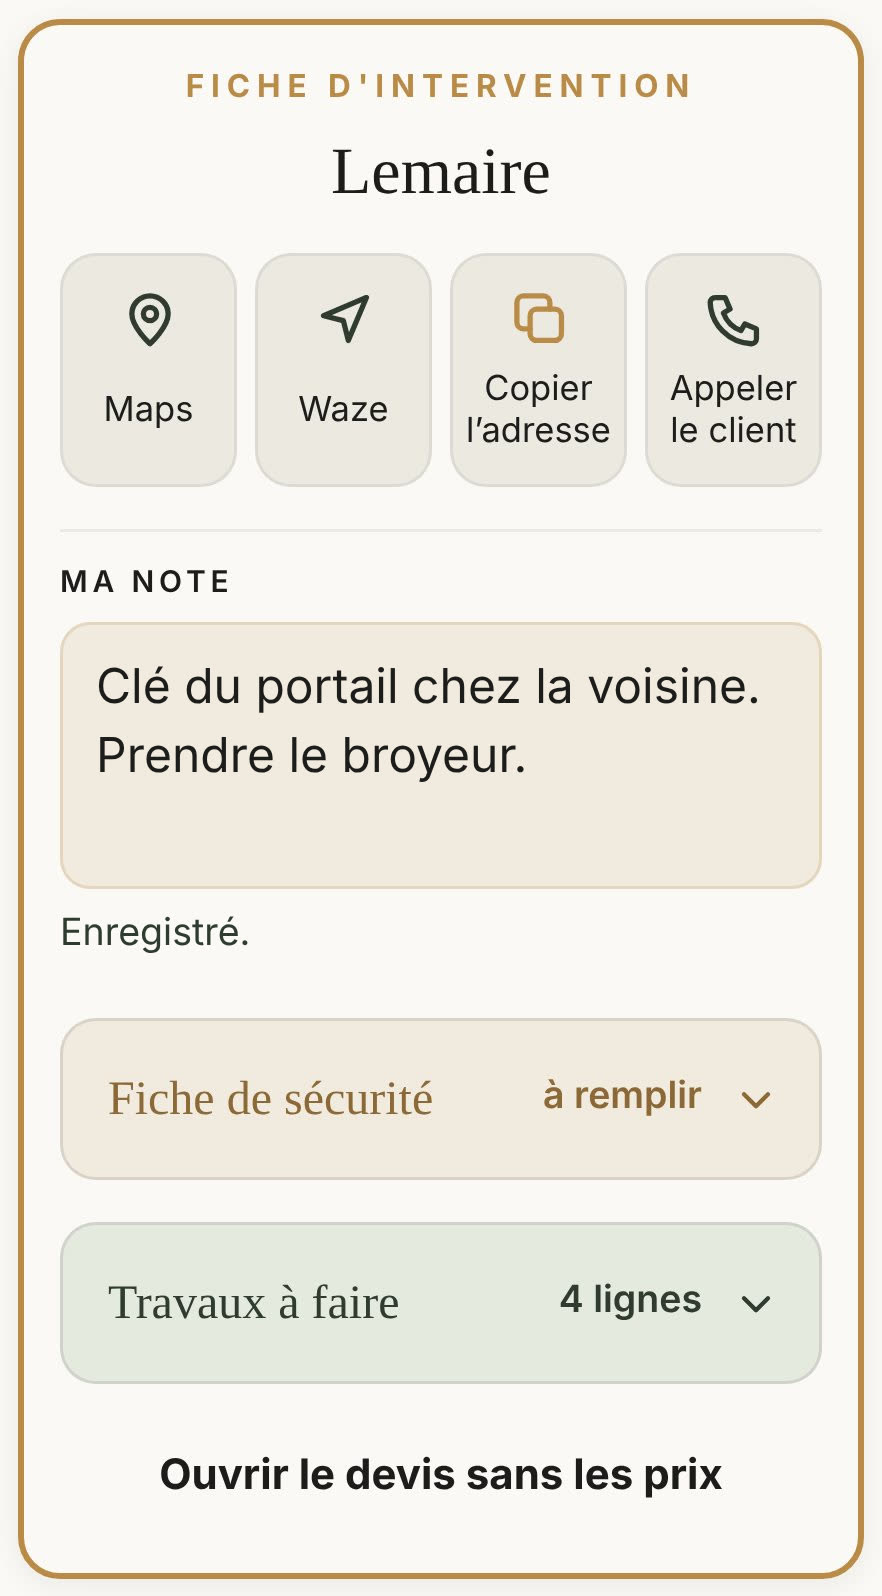 FICHE D'INTERVENTION
Lemaire
Maps
Waze
Copier
l’adresse
Appeler
le client
MA NOTE
Clé du portail chez la voisine.
Prendre le broyeur.
Enregistré.
Fiche de sécurité à remplir
Travaux à faire 4 lignes
Ouvrir le devis sans les prix